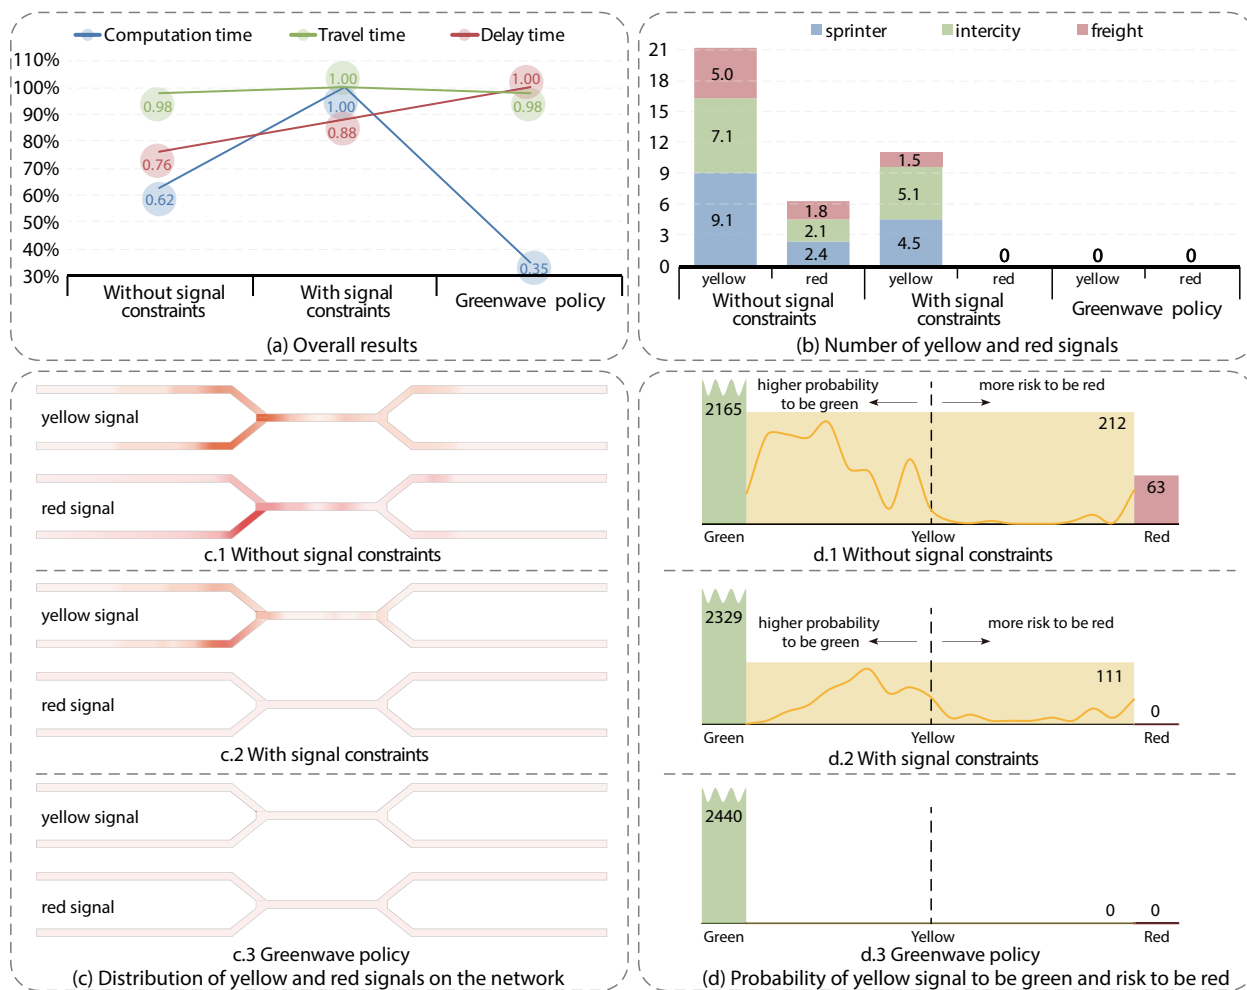 Computation time Travel time Delay time
110%
100%
90%
80%
70%
60%
50%
40%
30%
0.98
0.76
0.62
1.00
1.00
0.88
1.00
0.98
0.35
Without signal constraints
With signal constraints
Greenwave policy
(a) Overall results
sprinter intercity freight
21
18
15
12
9
6
3
0
5.0
7.1
9.1
1.8
2.1
2.4
1.5
5.1
4.5
0
0
0
yellow red yellow red yellow red
Without signal constraints
With signal constraints
Greenwave policy
(b) Number of yellow and red signals
yellow signal
red signal
c.1 Without signal constraints
yellow signal
red signal
c.2 With signal constraints
yellow signal
red signal
c.3 Greenwave policy
(c) Distribution of yellow and red signals on the network
higher probability to be green
more risk to be red
2165
212
63
Green Yellow Red
d.1 Without signal constraints
higher probability to be green
more risk to be red
2329
111
0
Green Yellow Red
d.2 With signal constraints
2440
0
0
Green Yellow Red
d.3 Greenwave policy
(d) Probability of yellow signal to be green and risk to be red